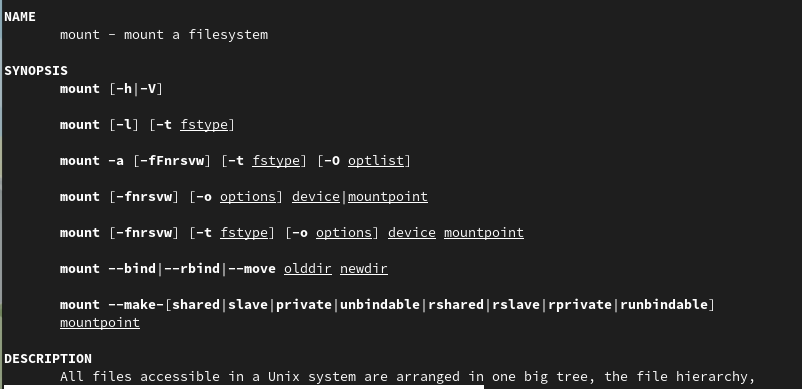 NAME
mount - mount a filesystem
SYNOPSIS
mount [-h|-V]
mount [-l] [-t fstype]
mount -a [-fFnrsvw] [-t fstype] [-O optlist]
mount [-fnrsvw] [-o options] device|mountpoint
mount [-fnrsvw] [-t fstype] [-o options] device mountpoint
mount --bind|--rbind|--move olddir newdir
mount --make-[shared|slave|private|unbindable|rshared|rslave|rprivate|runbindable]
mountpoint
DESCRIPTION
All files accessible in a Unix system are arranged in one big tree, the file hierarchy,